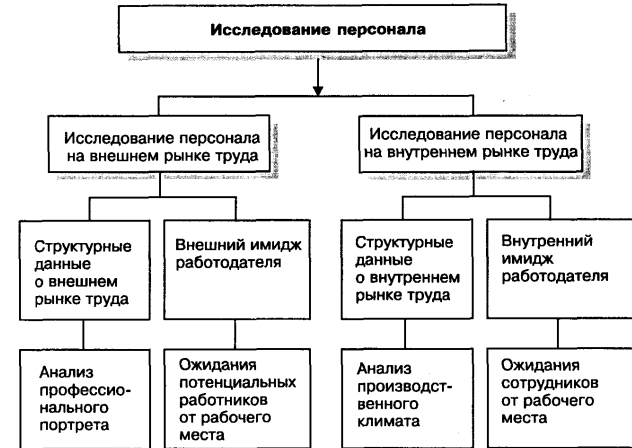 Исследование персонала
Исследование персонала
на внешнем рынке труда
Исследование персонала
на внутреннем рынке труда
Структурные
данные
о внешнем
рынке труда
Внешний имидж
работодателя
Структурные
данные
о внутреннем
рынке труда
Внутренний
имидж
работодателя
Анализ
профессио-
нального
портрета
Ожидания
потенциальных
работников
от рабочего
места
Анализ
производст-
венного
климата
Ожидания
сотрудников
от рабочего
места